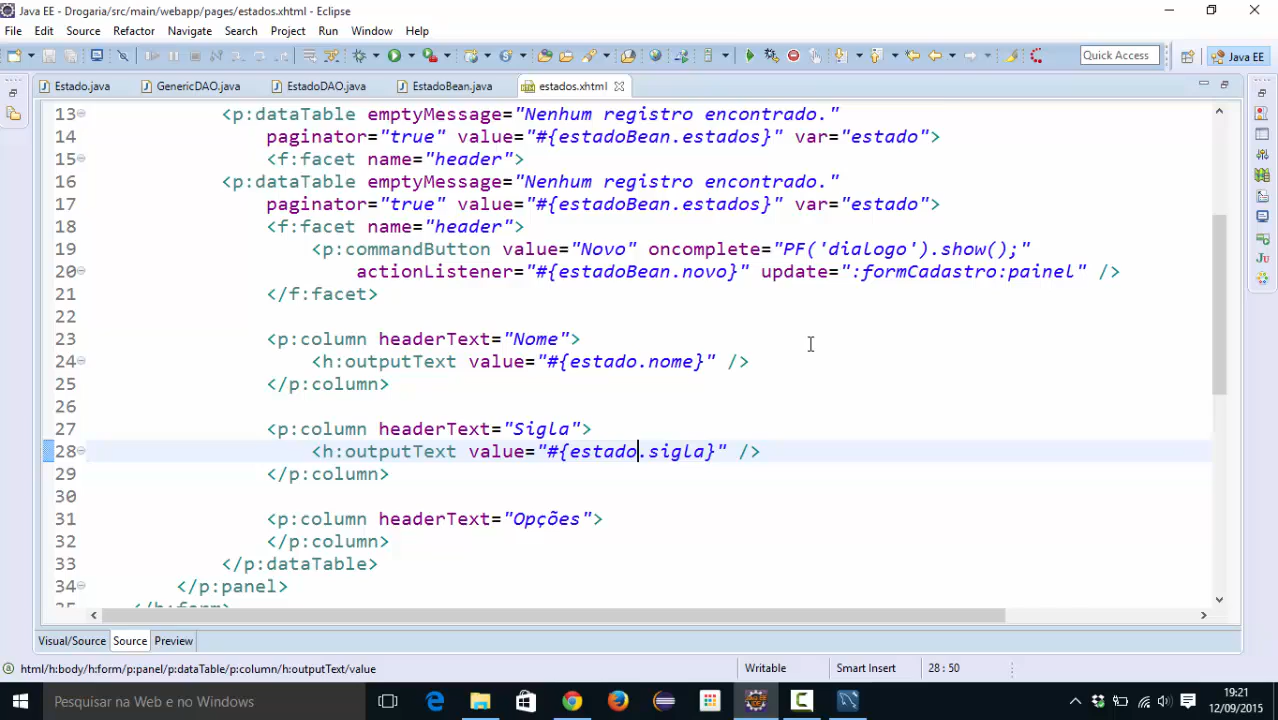 Java EE - Drogaria/src/main/webapp/pages/estados.xhtml - Eclipse
File Edit Source Refactor Navigate Search Project Run Window Help
Quick Access
Java EE
Estado.java GenericDAO.java EstadoDAO.java EstadoBean.java estados.xhtml
13 <p:dataTable emptyMessage="Nenhum registro encontrado."
14 paginator="true" value="#{estadoBean.estados}" var="estado">
15 <f:facet name="header">
16 <p:dataTable emptyMessage="Nenhum registro encontrado."
17 paginator="true" value="#{estadoBean.estados}" var="estado">
18 <f:facet name="header">
19 <p:commandButton value="Novo" oncomplete="PF('dialogo').show();"
20 actionListener="#{estadoBean.novo}" update=":formCadastro:painel" />
21 </f:facet>
22
23 <p:column headerText="Nome">
24 <h:outputText value="#{estado.nome}" />
25 </p:column>
26
27 <p:column headerText="Sigla">
28 <h:outputText value="#{estado.sigla}" />
29 </p:column>
30
31 <p:column headerText="Opções">
32 </p:column>
33 </p:dataTable>
34 </p:panel>
35 </h:form>
Visual/Source Source Preview
html/h:body/h:form/p:panel/p:dataTable/p:column/h:outputText/value
Writable Smart Insert 28 : 50
Pesquisar na Web e no Windows
19:21
12/09/2015